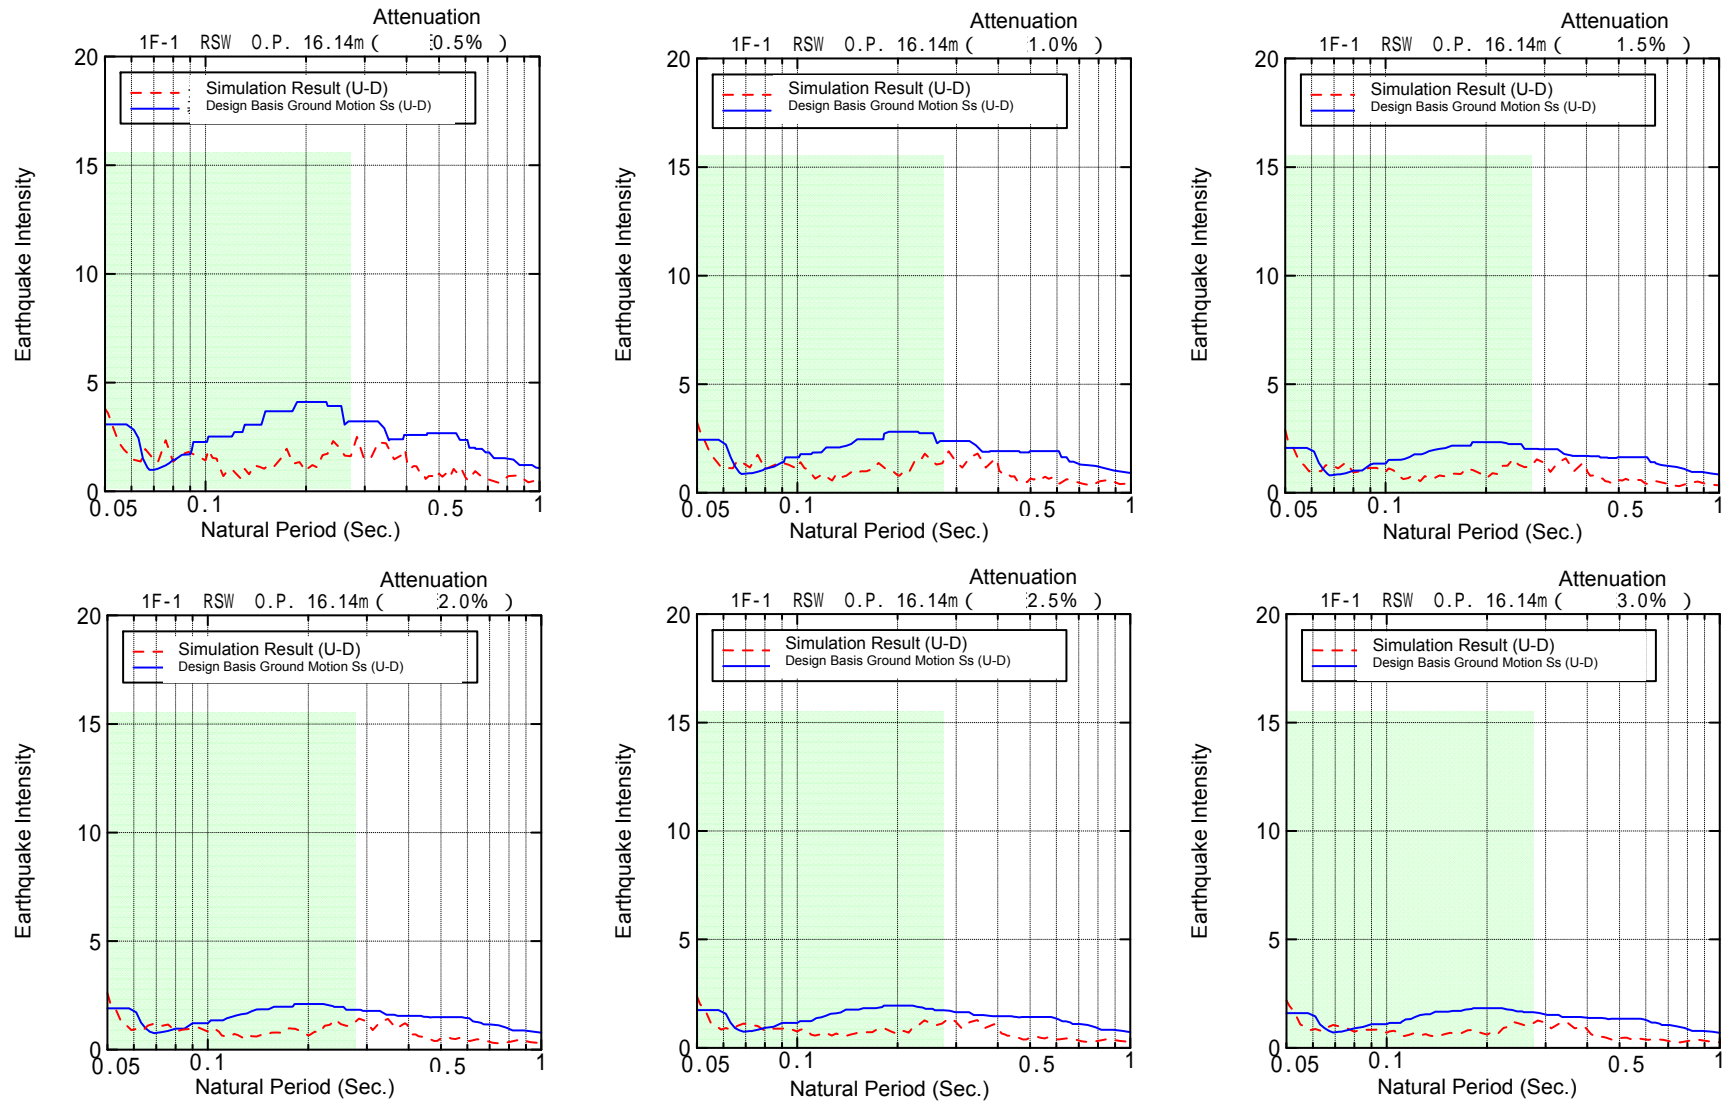 Attenuation
1F-1 RSW O.P. 16.14m( 0.5% )
20
15
10
5
0
Simulation Result (U-D)
Design Basis Ground Motion Ss (U-D)
Earthquake Intensity
0.05 0.1 0.5 1
Natural Period (Sec.)
Attenuation
1F-1 RSW O.P. 16.14m( 1.0% )
20
15
10
5
0
Simulation Result (U-D)
Design Basis Ground Motion Ss (U-D)
Earthquake Intensity
0.05 0.1 0.5 1
Natural Period (Sec.)
Attenuation
1F-1 RSW O.P. 16.14m( 1.5% )
20
15
10
5
0
Simulation Result (U-D)
Design Basis Ground Motion Ss (U-D)
Earthquake Intensity
0.05 0.1 0.5 1
Natural Period (Sec.)
Attenuation
1F-1 RSW O.P. 16.14m( 2.0% )
20
15
10
5
0
Simulation Result (U-D)
Design Basis Ground Motion Ss (U-D)
Earthquake Intensity
0.05 0.1 0.5 1
Natural Period (Sec.)
Attenuation
1F-1 RSW O.P. 16.14m( 2.5% )
20
15
10
5
0
Simulation Result (U-D)
Design Basis Ground Motion Ss (U-D)
Earthquake Intensity
0.05 0.1 0.5 1
Natural Period (Sec.)
Attenuation
1F-1 RSW O.P. 16.14m( 3.0% )
20
15
10
5
0
Simulation Result (U-D)
Design Basis Ground Motion Ss (U-D)
Earthquake Intensity
0.05 0.1 0.5 1
Natural Period (Sec.)